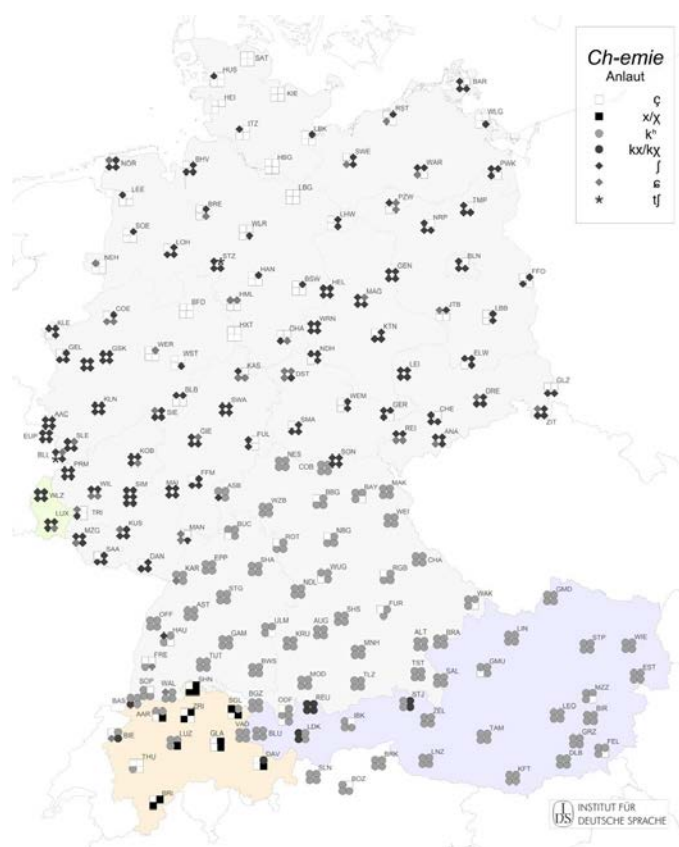 Ch-emie
Anlaut
ç
x/χ
kʰ
kx/kχ
ʃ
ɕ
tʃ
SAT
HUS
KIE
HEI
BAR
RST
WLG
ITZ
LBK
SWE
NDR
BHV
HBG
WAR
PWK
LEE
LBG
BRE
PZW
TMP
SOE
WLR
LHW
NRP
LOH
STZ
BLN
NEH
HAN
GEN
FFO
BSW
HEL
MAG
COE
BFD
HML
JTB
LBB
ALE
HXT
DHA
WRN
KTN
GEL
GSK
WER
WST
NDH
ELW
KAS
DST
LEI
BLB
GLZ
KLN
SIE
SWA
WEM
DRE
AAC
GER
CHE
ZIT
EUP
SLE
GIE
FUL
SMA
REI
ANA
BLL
KOB
NES
SON
PRM
COB
FFM
WLZ
WIL
SIM
MAI
ASB
BBG
BAY
MAK
LUX
TRI
WZB
WEI
MZG
KUS
MAN
BUC
ROT
NBG
SAA
DAN
EPP
SHA
CHA
KAR
WUG
RGB
STG
NDL
WAK
GMD
AST
FUR
OFF
SHS
HAU
ULM
AUG
LIN
GAM
KRU
ALT
BRA
STP
WIE
FRE
TUT
MNH
GMU
BWS
TST
EST
SOP
WAL
SHN
MOD
TLZ
SAL
MZZ
BAS
BGZ
OOF
REU
STJ
AAR
ZRI
SGL
LEO
BIR
BIE
VAD
IBK
ZEL
LUZ
GLA
BLU
LDK
TAM
GRZ
FEL
THU
DAV
BRK
LNZ
DLB
SLN
KFT
BRI
BOZ
IDS
INSTITUT FÜR
DEUTSCHE SPRACHE